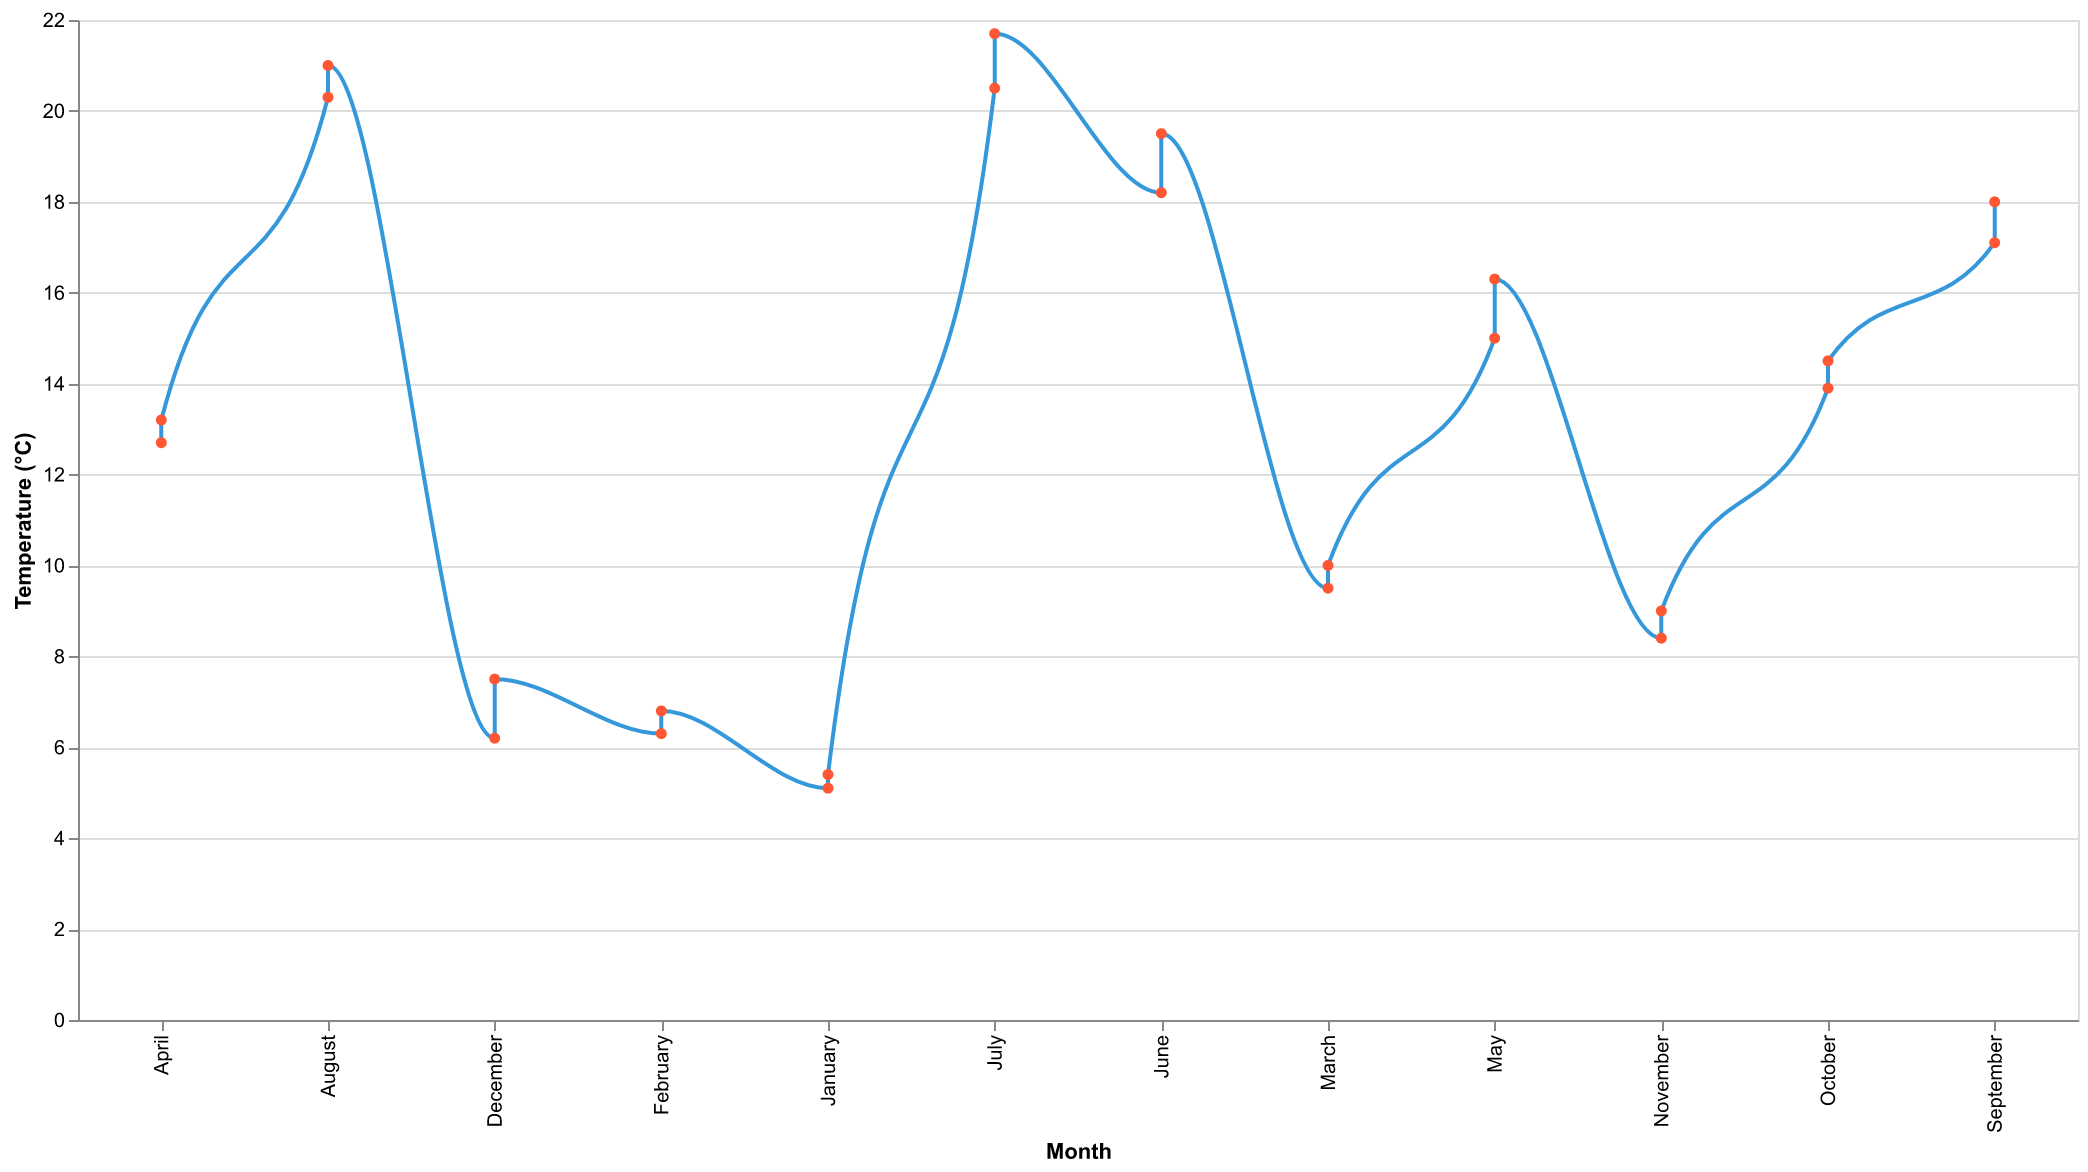 22
20
18
16
14
12
10
8
6
4
2
0
Temperature (°C)
April
August
December
February
January
July
June
March
May
November
October
September
Month